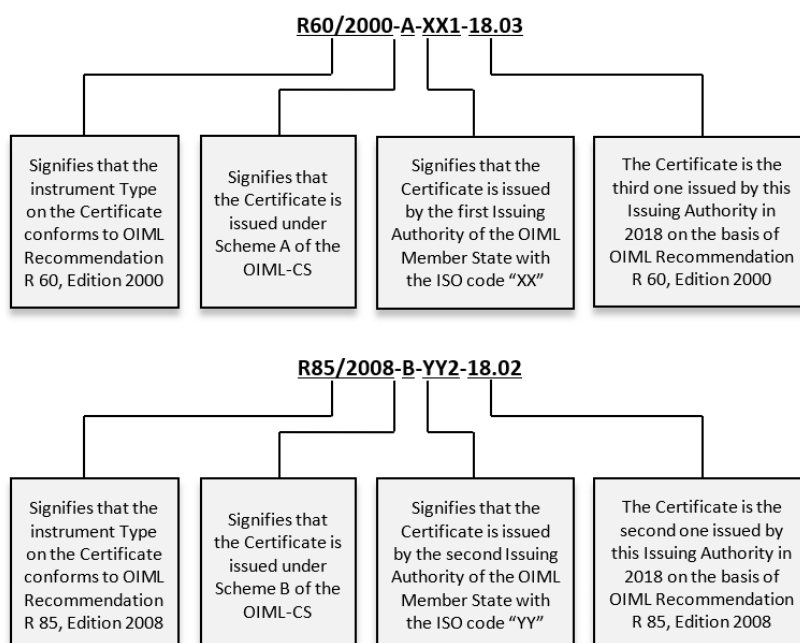 R60/2000-A-XX1-18.03
Signifies that the
instrument Type
on the Certificate
conforms to OIML
Recommendation
R 60, Edition 2000
Signifies that
the Certificate is
issued under
Scheme A of the
OIML-CS
Signifies that the
Certificate is issued
by the first Issuing
Authority of the OIML
Member State with
the ISO code “XX”
The Certificate is the
third one issued by this
Issuing Authority in
2018 on the basis of
OIML Recommendation
R 60, Edition 2000
R85/2008-B-YY2-18.02
Signifies that the
instrument Type
on the Certificate
conforms to OIML
Recommendation
R 85, Edition 2008
Signifies that
the Certificate is
issued under
Scheme B of the
OIML-CS
Signifies that the
Certificate is issued
by the second Issuing
Authority of the OIML
Member State with
the ISO code “YY”
The Certificate is the
second one issued by
this Issuing Authority in
2018 on the basis of
OIML Recommendation
R 85, Edition 2008